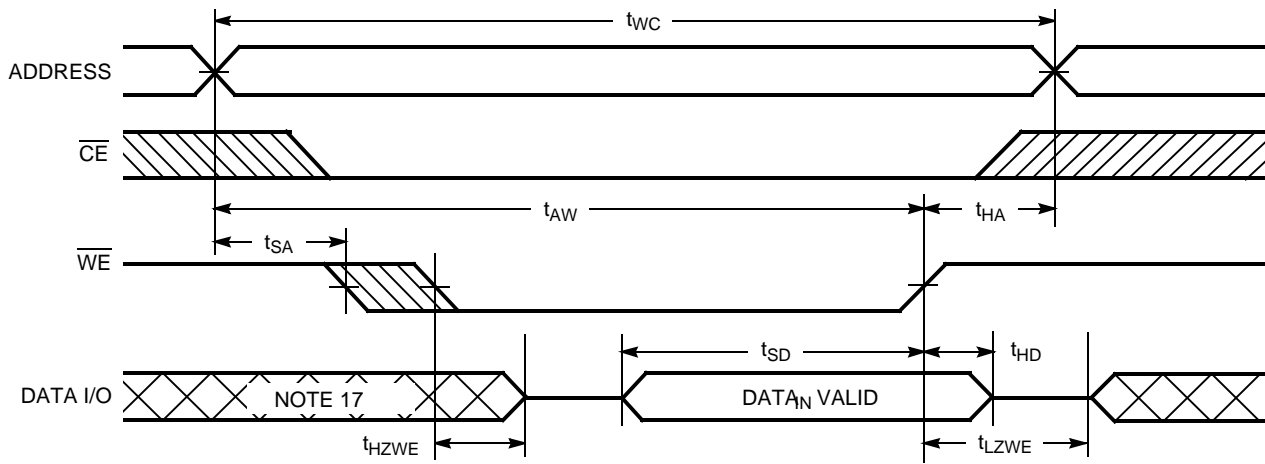 tWC
ADDRESS
CE
tAW
tHA
tSA
WE
tSD
tHD
DATA I/O
NOTE 17
DATAIN VALID
tHZWE
tLZWE